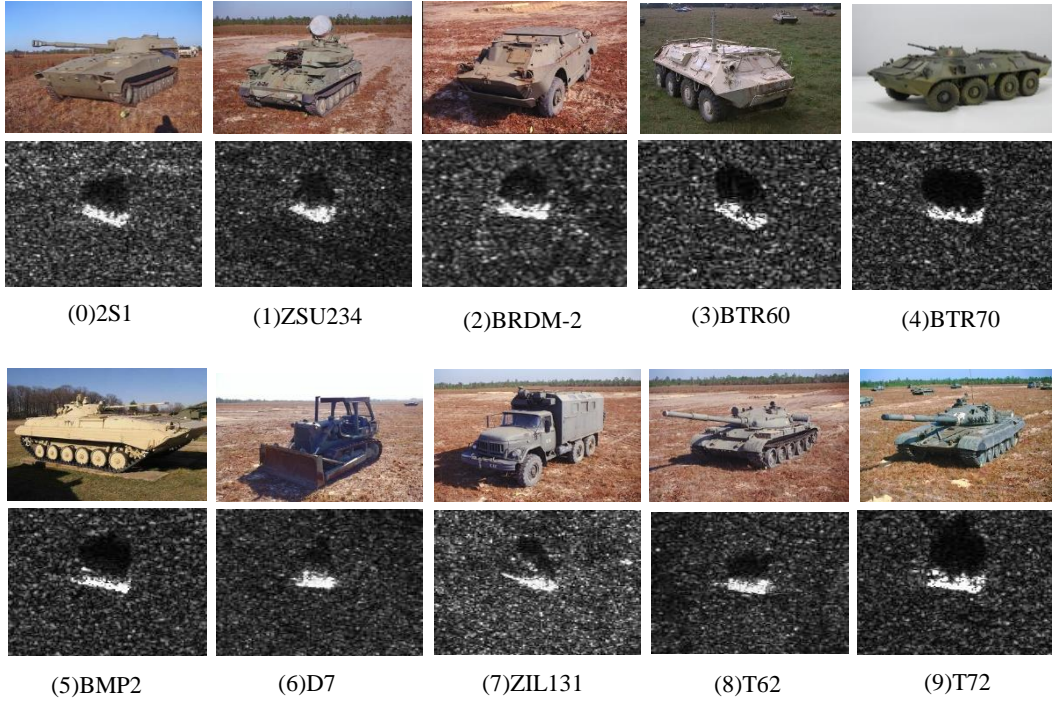 (0)2S1
(1)ZSU234
(2)BRDM-2
(3)BTR60
(4)BTR70
(5)BMP2
(6)D7
(7)ZIL131
(8)T62
(9)T72